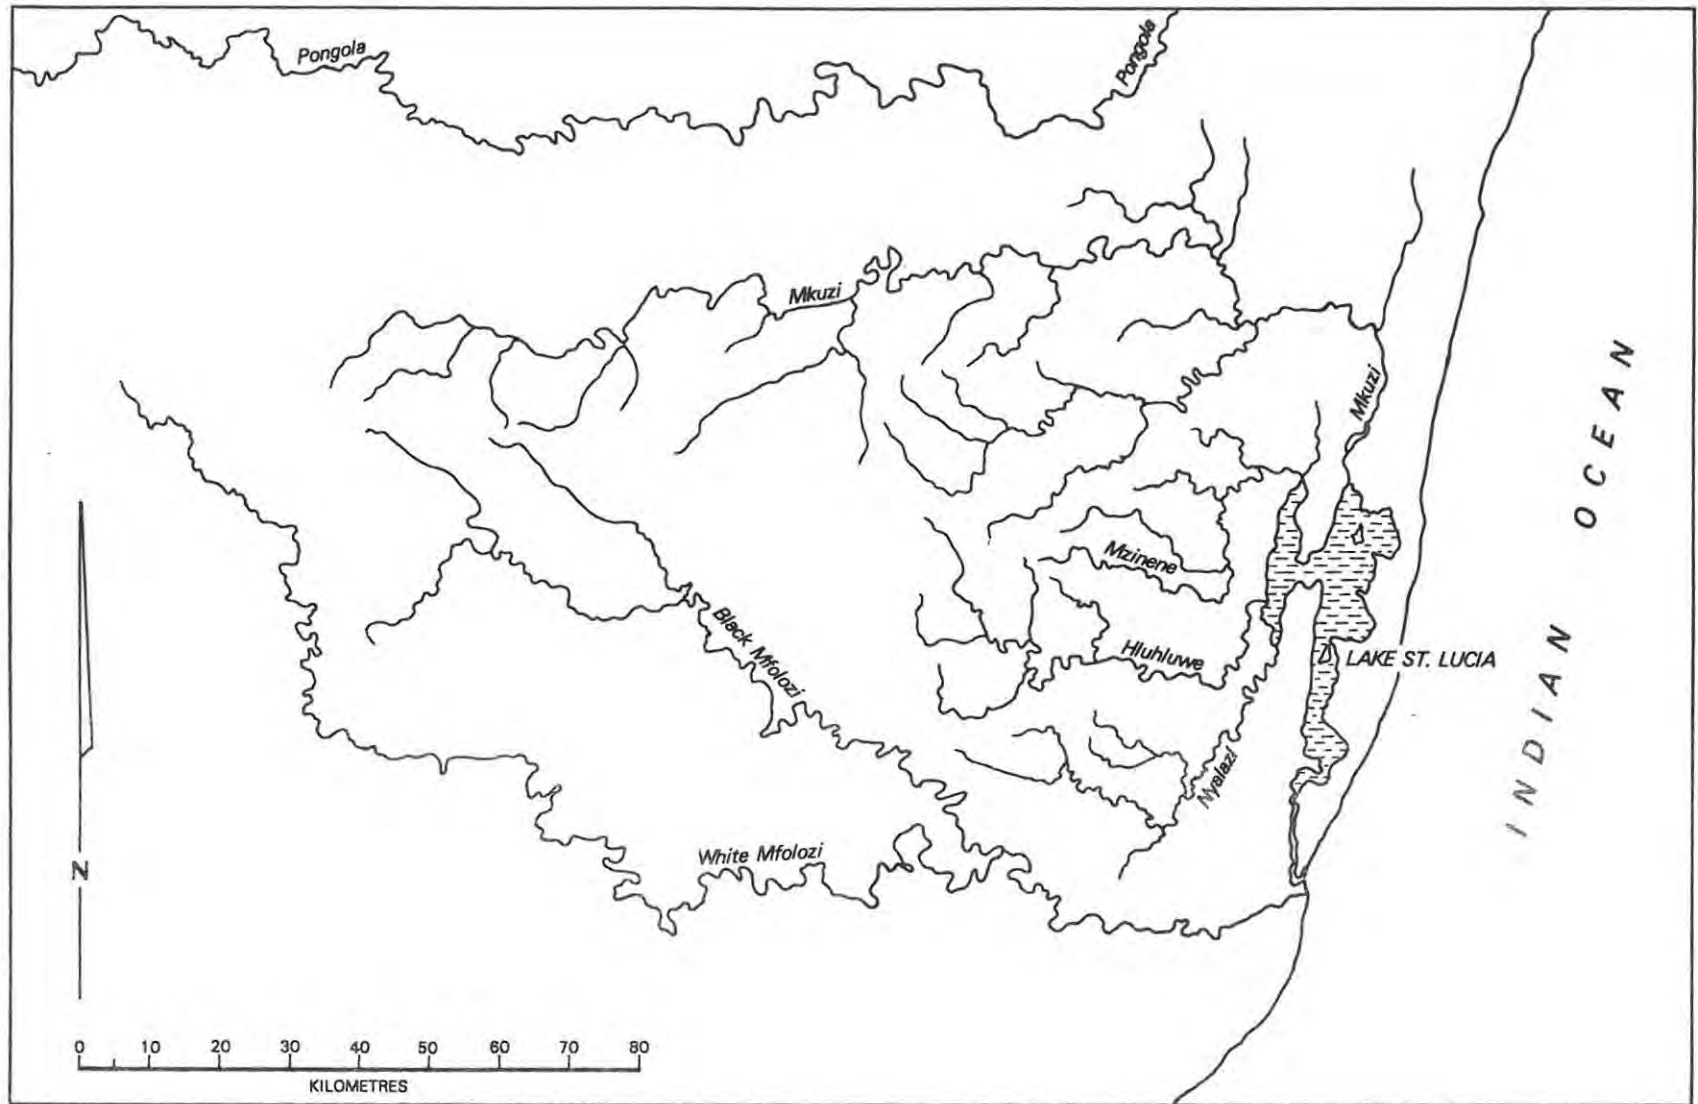 Pongola
Pongola
Mkuzi
Mkuzi
Mzinene
Black Mfolozi
Hluhluwe
LAKE ST. LUCIA
Nyalazi
White Mfolozi
INDIAN OCEAN
N
0 10 20 30 40 50 60 70 80
KILOMETRES